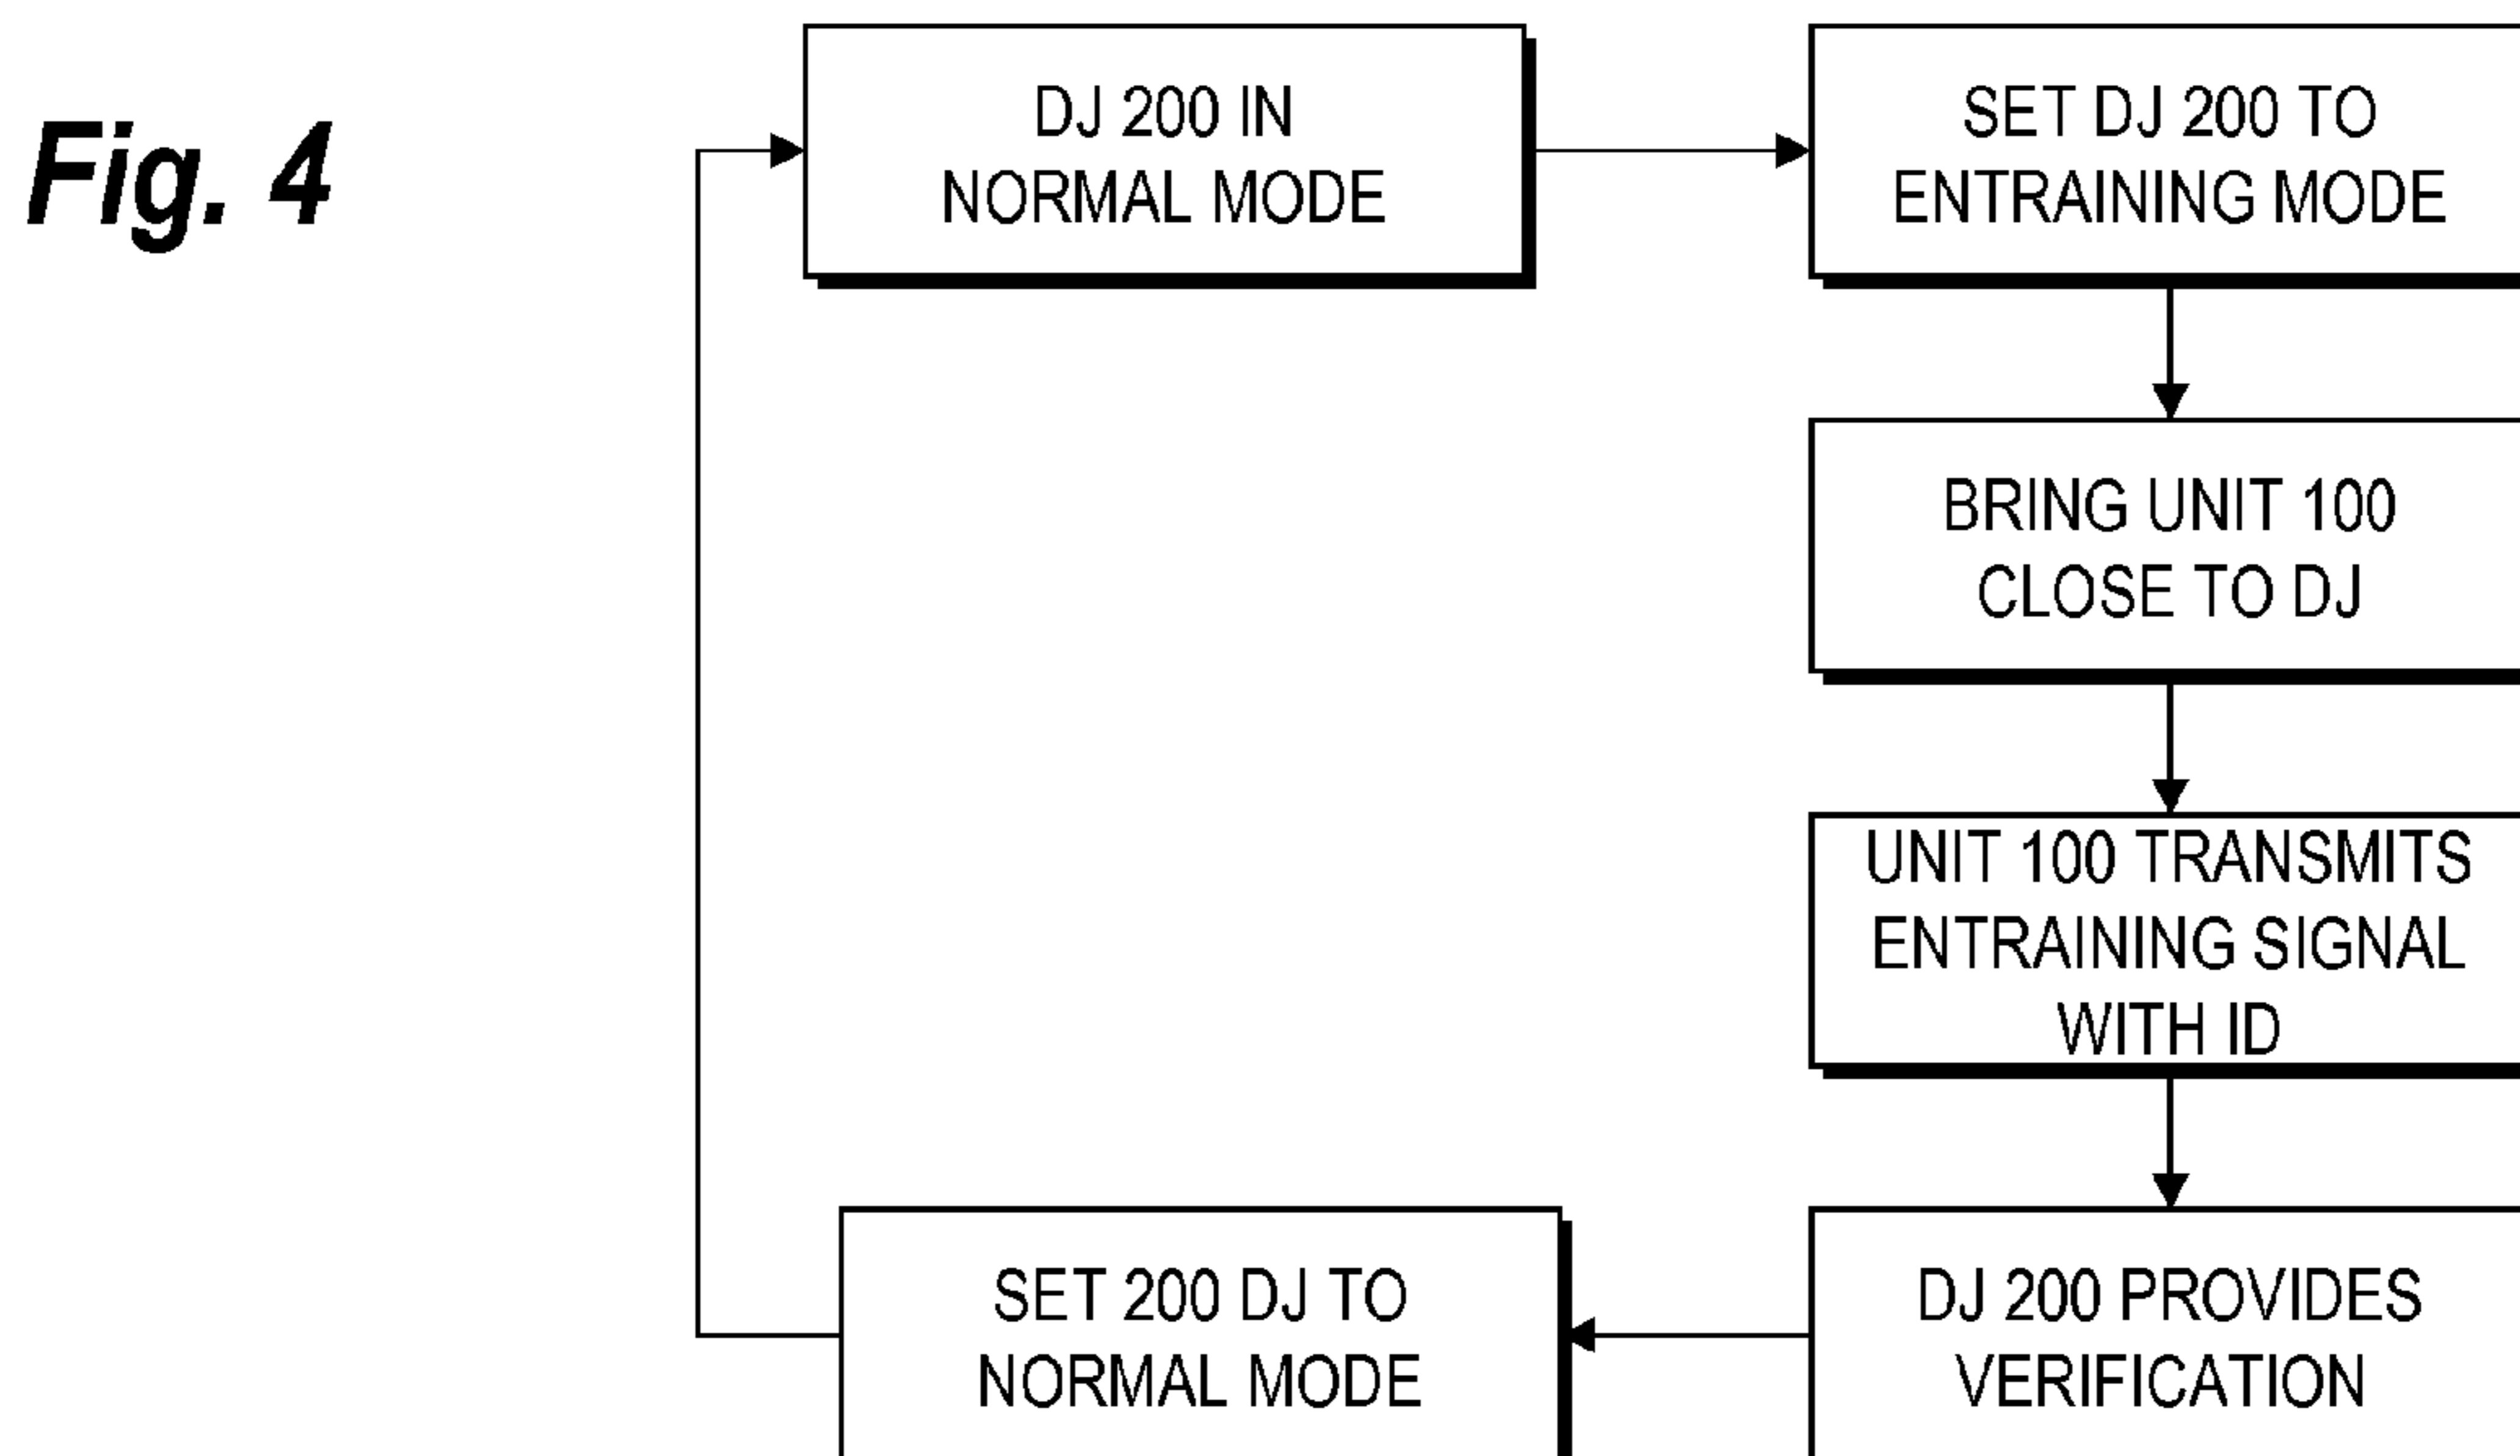 Fig. 4
DJ 200 IN
NORMAL MODE
SET DJ 200 TO
ENTRAINING MODE
BRING UNIT 100
CLOSE TO DJ
UNIT 100 TRANSMITS
ENTRAINING SIGNAL
WITH ID
DJ 200 PROVIDES
VERIFICATION
SET 200 DJ TO
NORMAL MODE